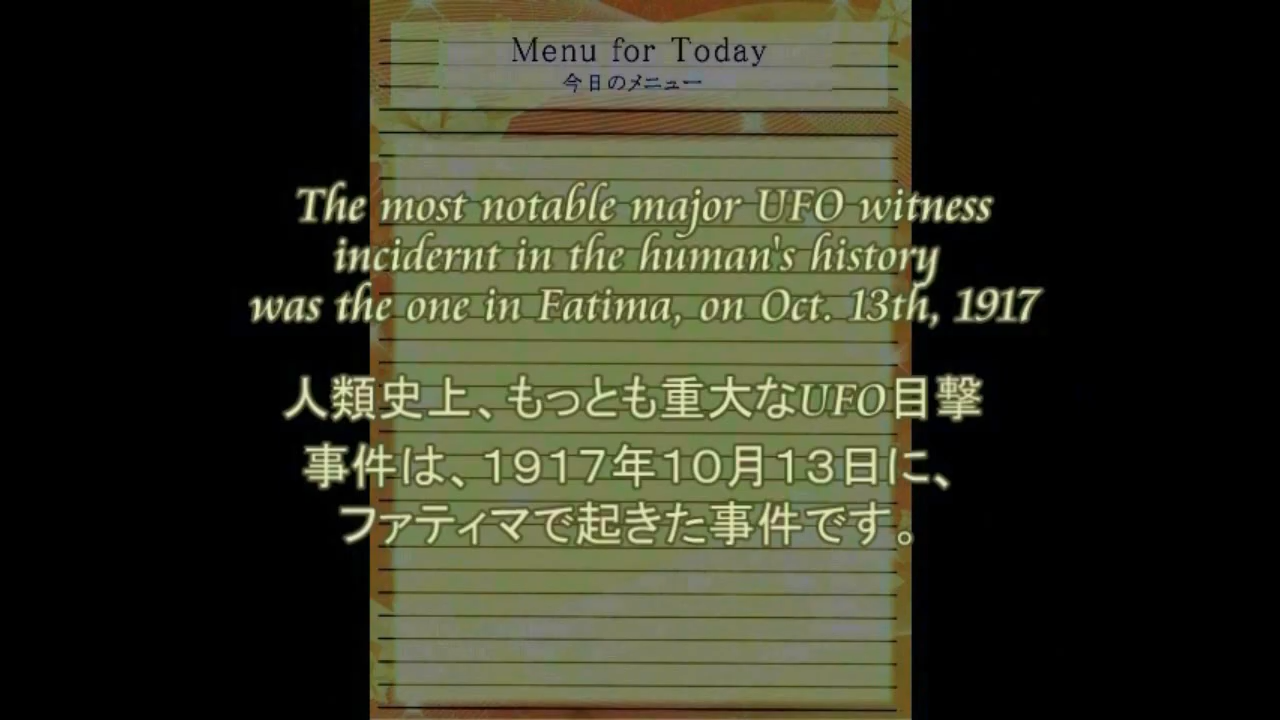 Menu for Today
今日のメニュー
The most notable major UFO witness
incidernt in the human's history
was the one in Fatima, on Oct. 13th, 1917
人類史上、もっとも重大なUFO目撃
事件は、１９１７年１０月１３日に、
ファティマで起きた事件です。